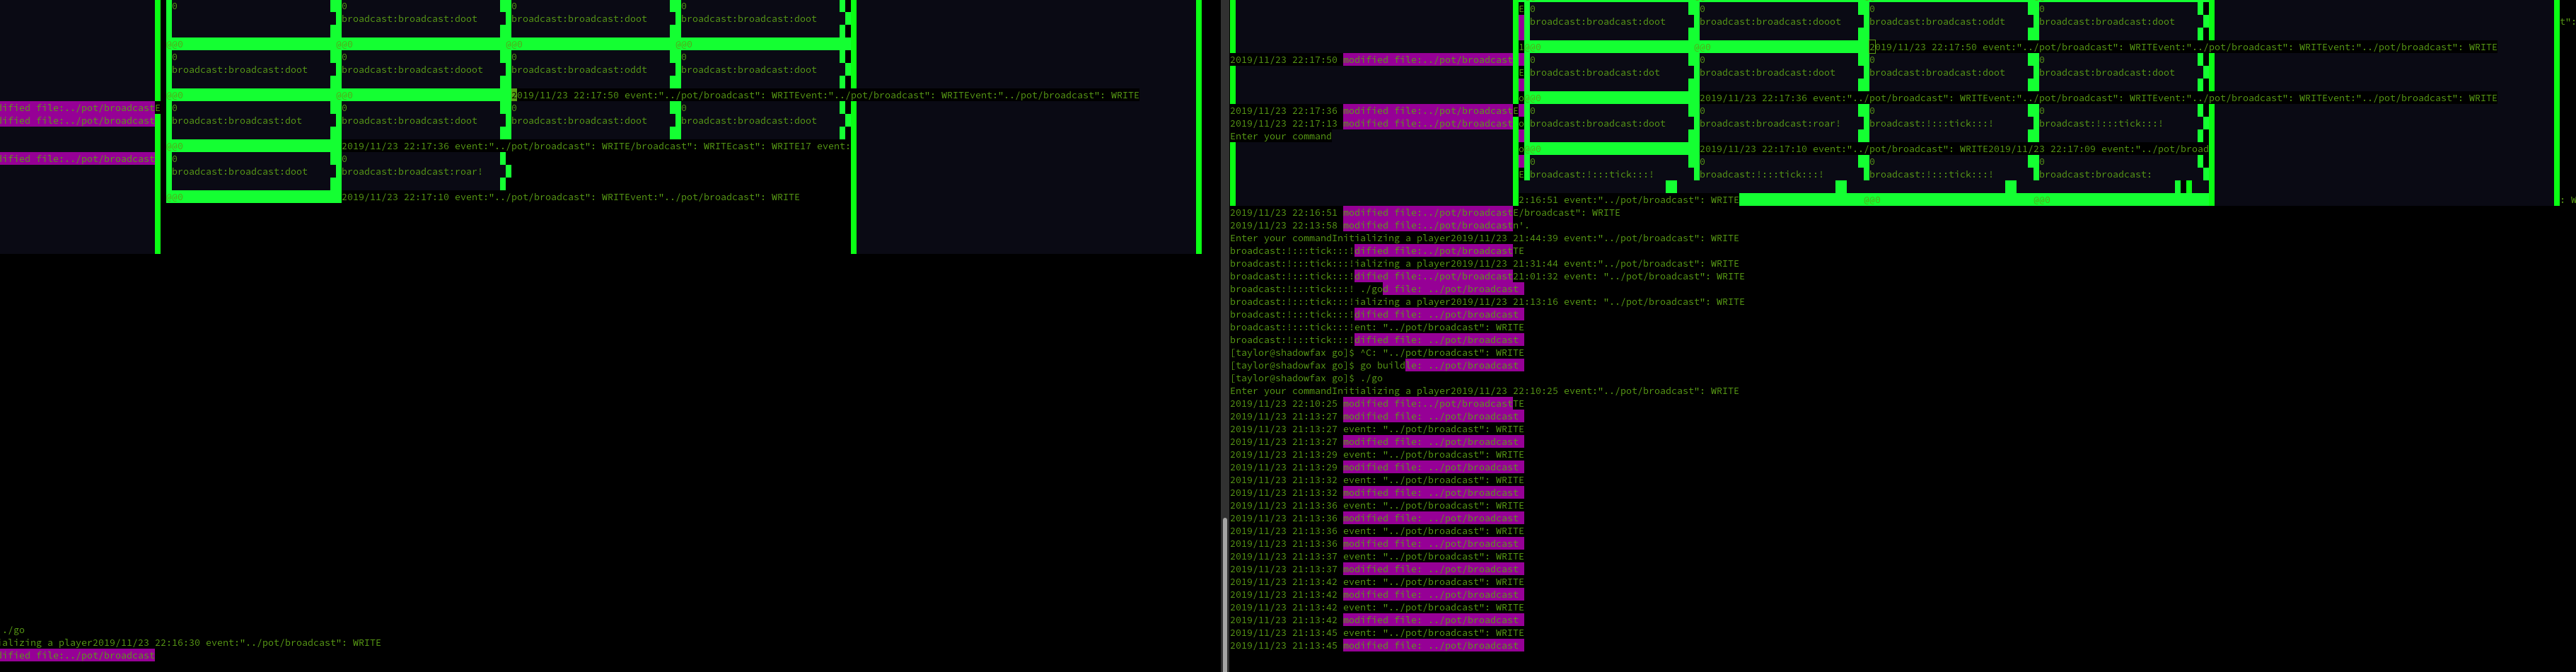 0 0 0 0
broadcast:broadcast:doot broadcast:broadcast:doot broadcast:broadcast:doot
@00 @00 @00 @00
0 0 0 0
broadcast:broadcast:doot broadcast:broadcast:dooot broadcast:broadcast:oddt broadcast:broadcast:doot
@00 @00 2019/11/23 22:17:50 event:"../pot/broadcast": WRITEvent:"../pot/broadcast": WRITEEvent:"../pot/broadcast": WRITE
dified file:../pot/broadcastE 0 0 0 0
dified file:../pot/broadcast broadcast:broadcast:dot broadcast:broadcast:doot broadcast:broadcast:doot broadcast:broadcast:doot
@00 2019/11/23 22:17:36 event:"../pot/broadcast": WRITE/broadcast": WRITEcast": WRITE17 event:
dified file:../pot/broadcast 0 0
broadcast:broadcast:doot broadcast:broadcast:roar!
@00 2019/11/23 22:17:10 event:"../pot/broadcast": WRITEEvent:"../pot/broadcast": WRITE
./go
alizing a player2019/11/23 22:16:30 event:"../pot/broadcast": WRITE
dified file:../pot/broadcast
E 0 0 0 0
broadcast:broadcast:doot broadcast:broadcast:dooot broadcast:broadcast:oddt broadcast:broadcast:doot t":
1@00 @00 2019/11/23 22:17:50 event:"../pot/broadcast": WRITEEvent:"../pot/broadcast": WRITEEvent:"../pot/broadcast": WRITE
2019/11/23 22:17:50 modified file:../pot/broadcast 0 0 0 0
E broadcast:broadcast:dot broadcast:broadcast:doot broadcast:broadcast:doot broadcast:broadcast:doot
@00 2019/11/23 22:17:36 event:"../pot/broadcast": WRITEEvent:"../pot/broadcast": WRITEEvent:"../pot/broadcast": WRITE
2019/11/23 22:17:36 modified file:../pot/broadcastE 0 0 0 0
2019/11/23 22:17:13 modified file:../pot/broadcast broadcast:broadcast:doot broadcast:broadcast:roar! broadcast:!:::tick:::! broadcast:!:::tick:::!
Enter your command
@00 2019/11/23 22:17:10 event:"../pot/broadcast": WRITE2019/11/23 22:17:09 event:"../pot/broad
0 0 0 0
E broadcast:!:::tick:::! broadcast:!:::tick:::! broadcast:!:::tick:::! broadcast:broadcast:
2:16:51 event:"../pot/broadcast": WRITE @00 @00 : W
2019/11/23 22:16:51 modified file:../pot/broadcastE/broadcast": WRITE
2019/11/23 22:13:58 modified file:../pot/broadcastn'.
Enter your commandInitializing a player2019/11/23 21:44:39 event:"../pot/broadcast": WRITE
broadcast:!:::tick:::!dified file:../pot/broadcastTE
broadcast:!:::tick:::!ializing a player2019/11/23 21:31:44 event:"../pot/broadcast": WRITE
broadcast:!:::tick:::!dified file:../pot/broadcast21:01:32 event: "../pot/broadcast": WRITE
broadcast:!:::tick:::! ./god file: ../pot/broadcast
broadcast:!:::tick:::!ializing a player2019/11/23 21:13:16 event: "../pot/broadcast": WRITE
broadcast:!:::tick:::!dified file: ../pot/broadcast
broadcast:!:::tick:::!ent: "../pot/broadcast": WRITE
broadcast:!:::tick:::!dified file: ../pot/broadcast
[taylor@shadowfax go]$ ^C: "../pot/broadcast": WRITE
[taylor@shadowfax go]$ go buildle: ../pot/broadcast
[taylor@shadowfax go]$ ./go
Enter your commandInitializing a player2019/11/23 22:10:25 event:"../pot/broadcast": WRITE
2019/11/23 22:10:25 modified file:../pot/broadcastTE
2019/11/23 21:13:27 modified file: ../pot/broadcast
2019/11/23 21:13:27 event: "../pot/broadcast": WRITE
2019/11/23 21:13:27 modified file: ../pot/broadcast
2019/11/23 21:13:29 event: "../pot/broadcast": WRITE
2019/11/23 21:13:29 modified file: ../pot/broadcast
2019/11/23 21:13:32 event: "../pot/broadcast": WRITE
2019/11/23 21:13:32 modified file: ../pot/broadcast
2019/11/23 21:13:36 event: "../pot/broadcast": WRITE
2019/11/23 21:13:36 modified file: ../pot/broadcast
2019/11/23 21:13:36 event: "../pot/broadcast": WRITE
2019/11/23 21:13:36 modified file: ../pot/broadcast
2019/11/23 21:13:37 event: "../pot/broadcast": WRITE
2019/11/23 21:13:37 modified file: ../pot/broadcast
2019/11/23 21:13:42 event: "../pot/broadcast": WRITE
2019/11/23 21:13:42 modified file: ../pot/broadcast
2019/11/23 21:13:42 event: "../pot/broadcast": WRITE
2019/11/23 21:13:42 modified file: ../pot/broadcast
2019/11/23 21:13:45 event: "../pot/broadcast": WRITE
2019/11/23 21:13:45 modified file: ../pot/broadcast